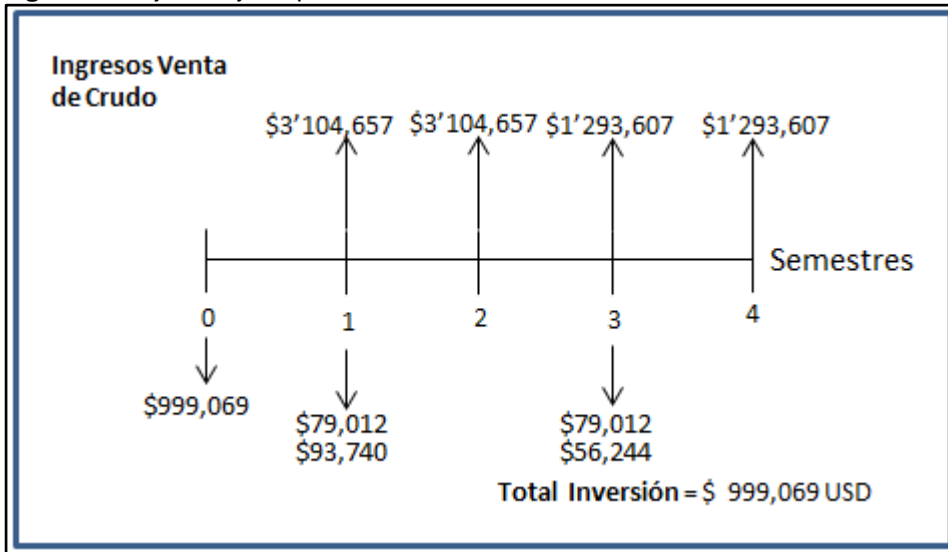 Ingresos Venta
de Crudo
$3’104,657 $3’104,657 $1’293,607 $1’293,607
Semestres
0 1 2 3 4
$999,069
$79,012 $79,012
$93,740 $56,244
Total Inversión = $ 999,069 USD